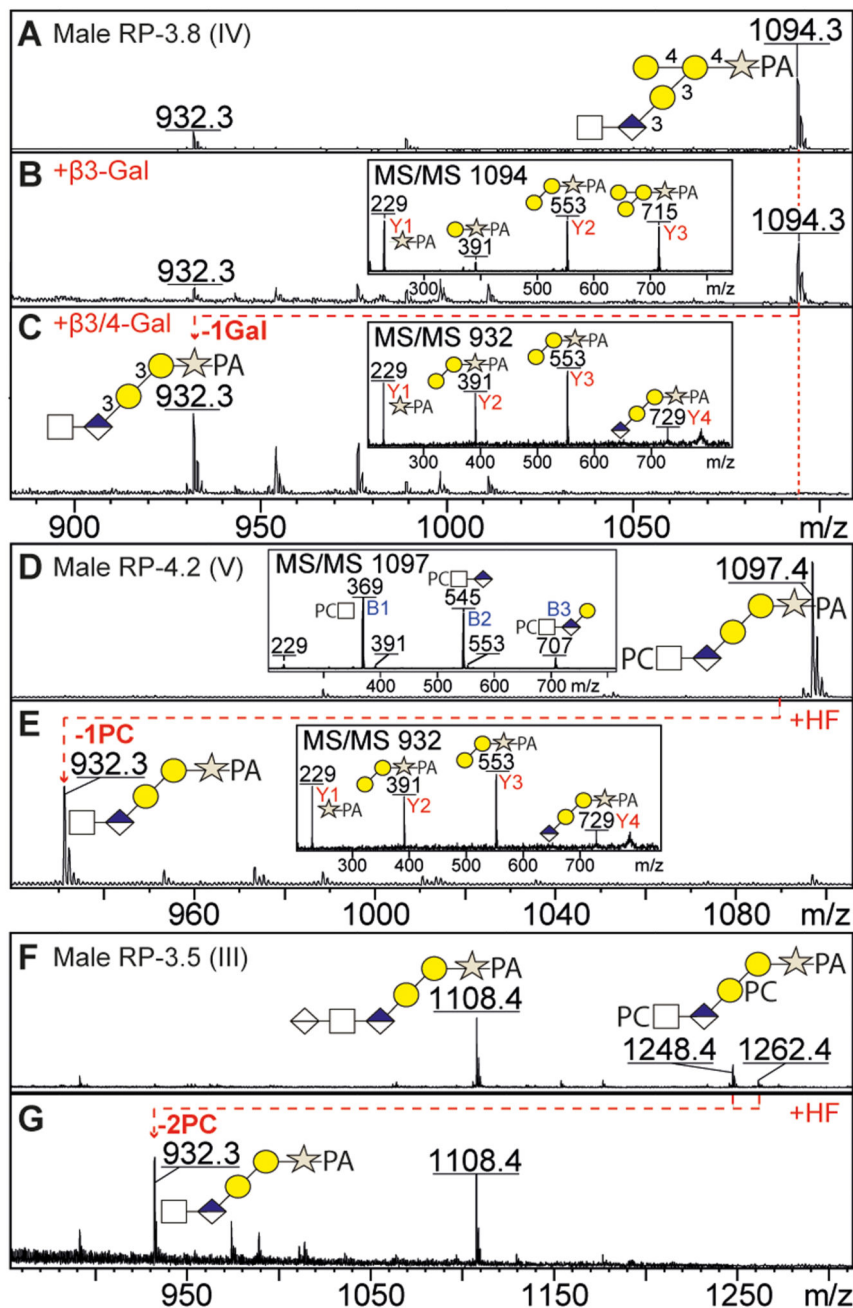 A Male RP-3.8 (IV)
1094.3
4 4 PA
3
3
932.3
B +β3-Gal
MS/MS 1094
229 Y1
PA
PA
391
PA
553 Y2
PA
715 Y3
300 400 500 600 700 m/z
932.3
1094.3
C +β3/4-Gal
-1Gal
3 PA
3
932.3
MS/MS 932
229 Y1
PA
PA
391 Y2
PA
553 Y3
PA
729 Y4
300 400 500 600 700 m/z
900 950 1000 1050 m/z
D Male RP-4.2 (V)
MS/MS 1097
369
PC B1
PC
545
B2
B3
PC
707
229
391
553
400 500 600 700 m/z
1097.4
PA
PC
E
-1PC
+HF
932.3
PA
MS/MS 932
229 Y1
PA
PA
391 Y2
PA
553 Y3
PA
729 Y4
300 400 500 600 700 m/z
960 1000 1040 1080 m/z
F Male RP-3.5 (III)
PA
1108.4
PA
PC
PC
1248.4 1262.4
G
-2PC
+HF
932.3
PA
1108.4
950 1050 1150 1250 m/z